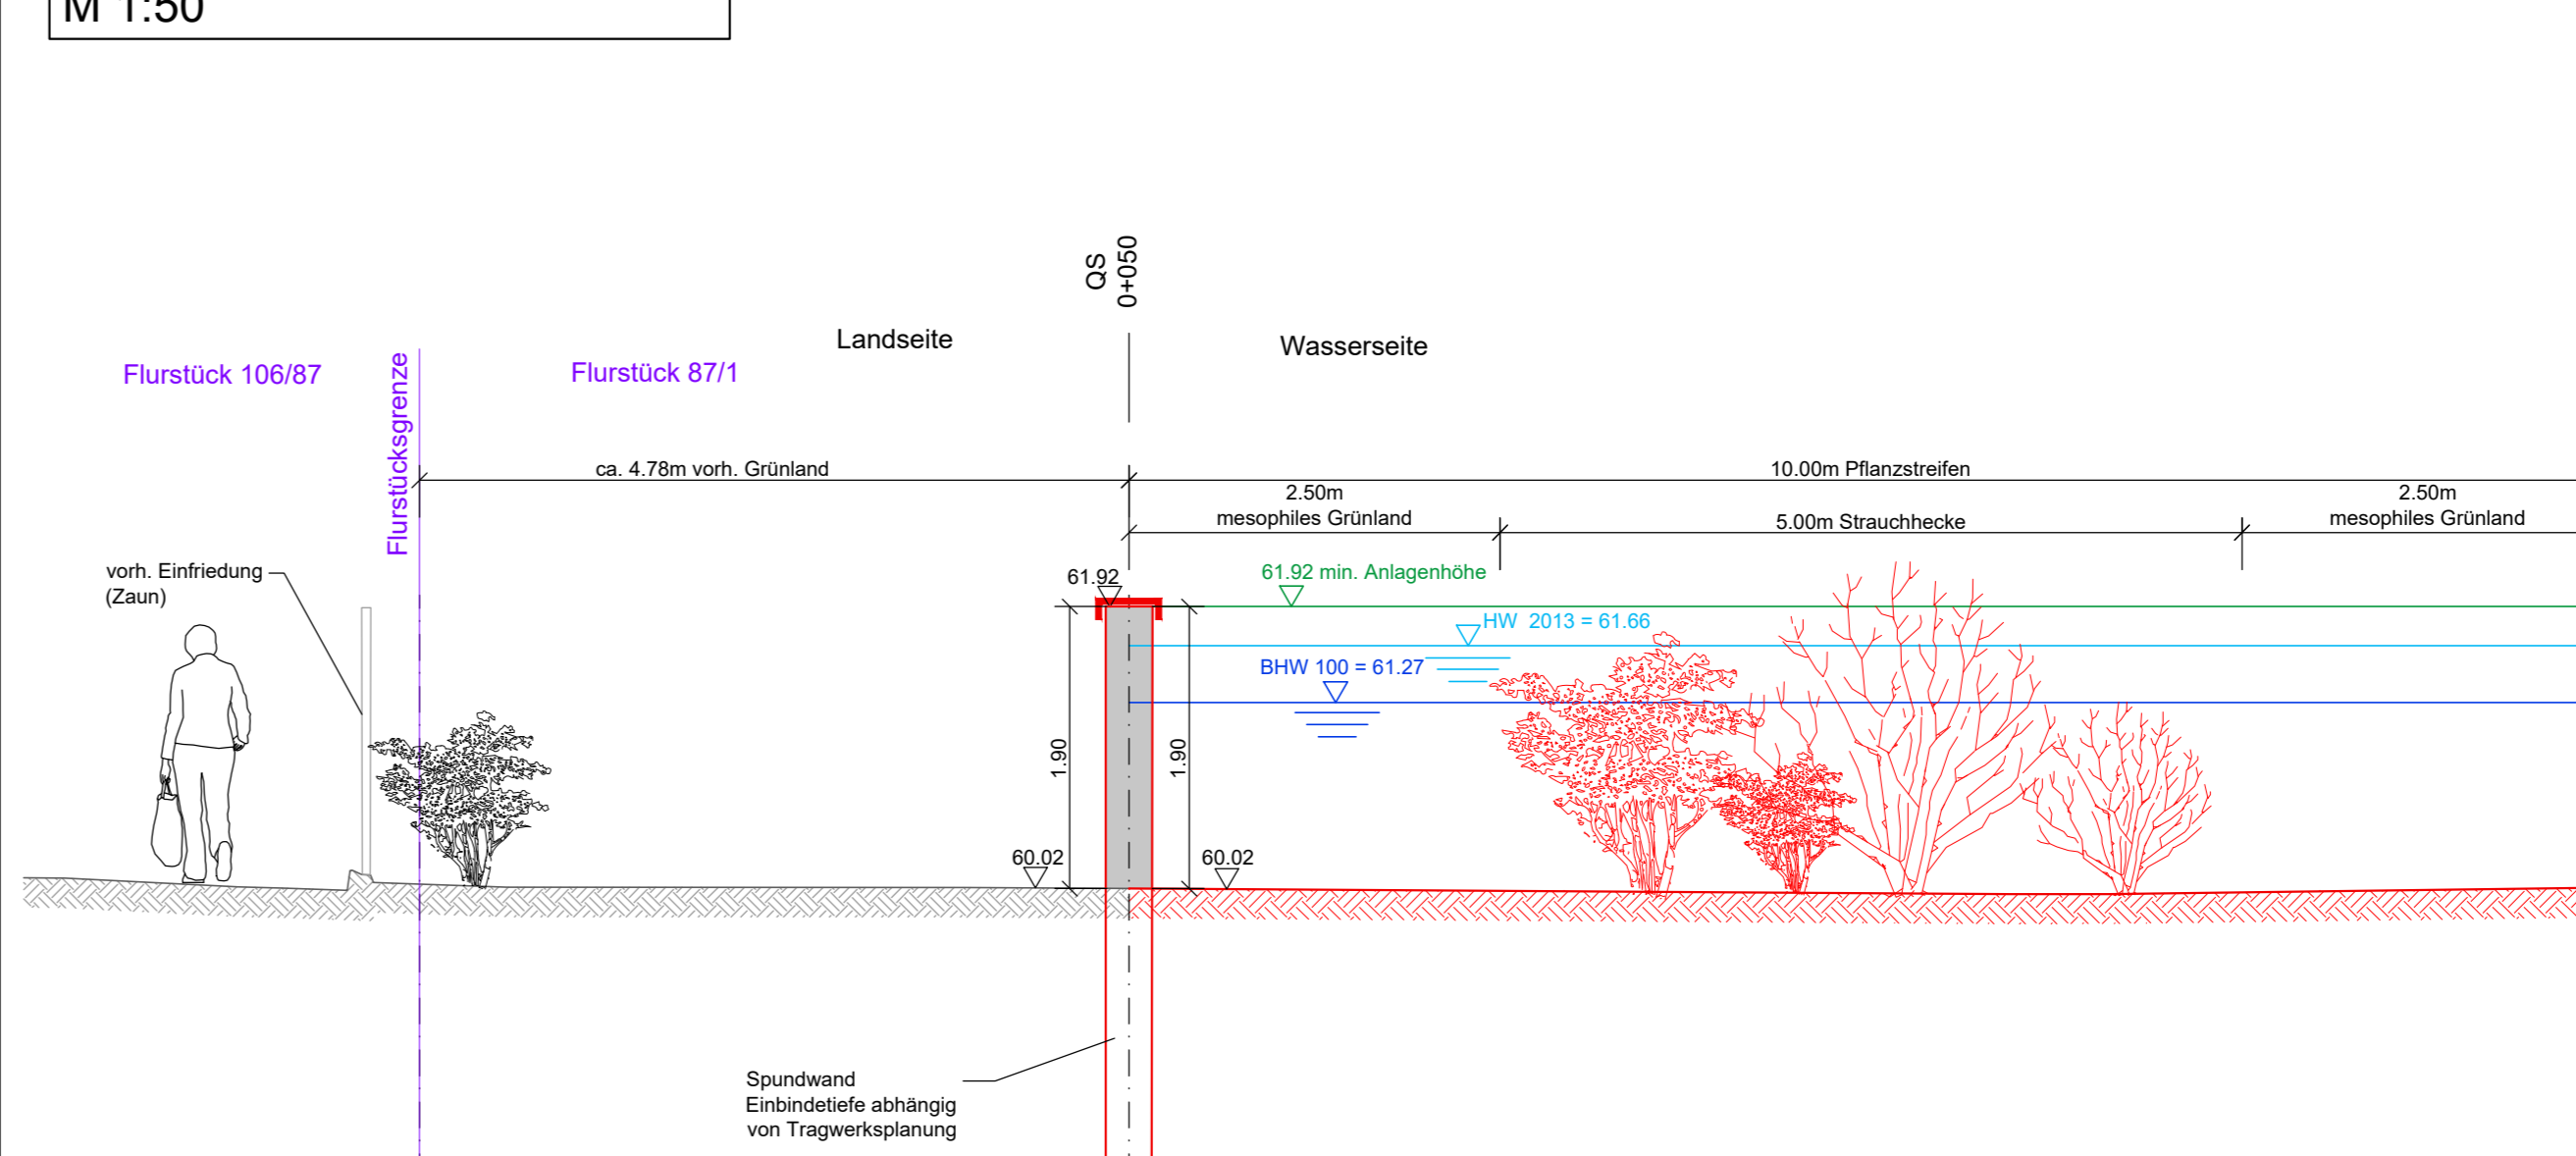 M 1:50
QS
0+050
Landseite
Wasserseite
Flurstück 106/87
Flurstücksgrenze
Flurstück 87/1
ca. 4.78m vorh. Grünland
10.00m Pflanzstreifen
2.50m
mesophiles Grünland
5.00m Strauchhecke
2.50m
mesophiles Grünland
vorh. Einfriedung
(Zaun)
61.92
61.92 min. Anlagenhöhe
HW 2013 = 61.66
BHW 100 = 61.27
1.90
1.90
60.02
60.02
Spundwand
Einbindetiefe abhängig
von Tragwerksplanung